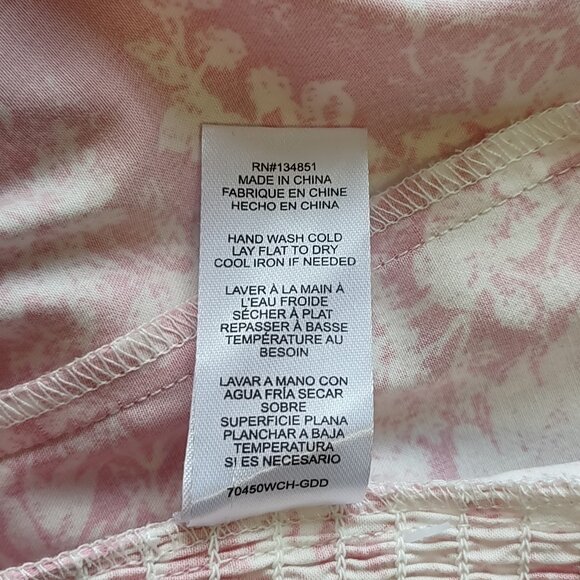 RN#134851
MADE IN CHINA
FABRIQUE EN CHINE
HECHO EN CHINA
HAND WASH COLD
LAY FLAT TO DRY
COOL IRON IF NEEDED
LAVER À LA MAIN À
L'EAU FROIDE
SÉCHER À PLAT
REPASSER À BASSE
TEMPÉRATURE AU
BESOIN
LAVAR A MANO CON
AGUA FRÍA SECAR
SOBRE
SUPERFICIE PLANA
PLANCHAR A BAJA
TEMPERATURA
SI ES NECESARIO
70450WCH-GDD